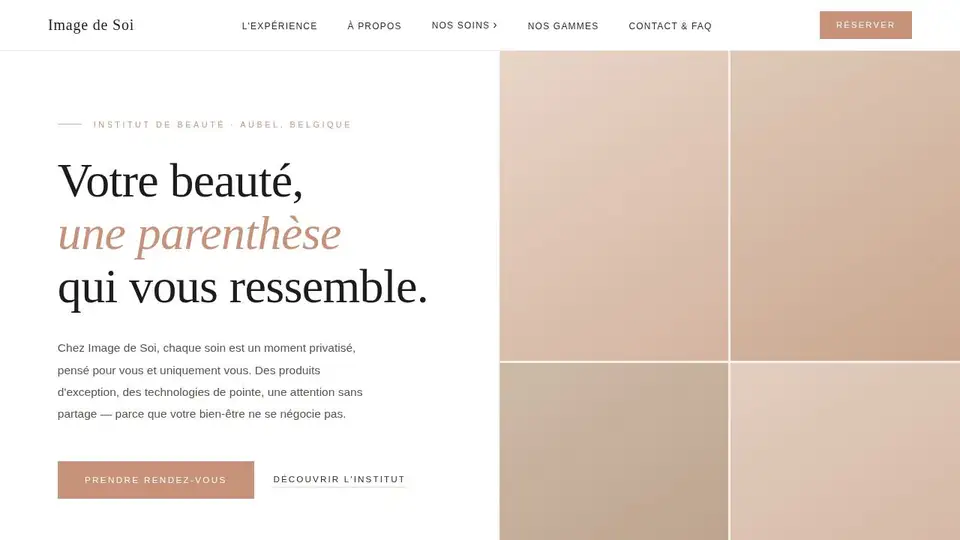 Image de Soi
L'EXPÉRIENCE
À PROPOS
NOS SOINS ›
NOS GAMMES
CONTACT & FAQ
RÉSERVER
INSTITUT DE BEAUTÉ · AUBEL, BELGIQUE
Votre beauté,
une parenthèse
qui vous ressemble.
Chez Image de Soi, chaque soin est un moment privatisé,
pensé pour vous et uniquement vous. Des produits
d'exception, des technologies de pointe, une attention sans
partage — parce que votre bien-être ne se négocie pas.
PRENDRE RENDEZ-VOUS
DÉCOUVRIR L'INSTITUT